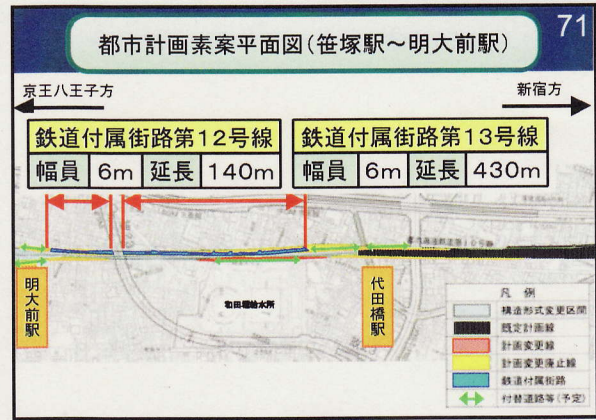 71
都市計画素案平面図(笹塚駅～明大前駅)
京王八王子方
新宿方
鉄道付属街路第12号線
幅員 6m 延長 140m
鉄道付属街路第13号線
幅員 6m 延長 430m
明大前駅
代田橋駅
和田堀給水所
凡 例
構造形式変更区間
既定計画線
計画変更線
計画変更廃止線
鉄道付属街路
付替道路等(予定)